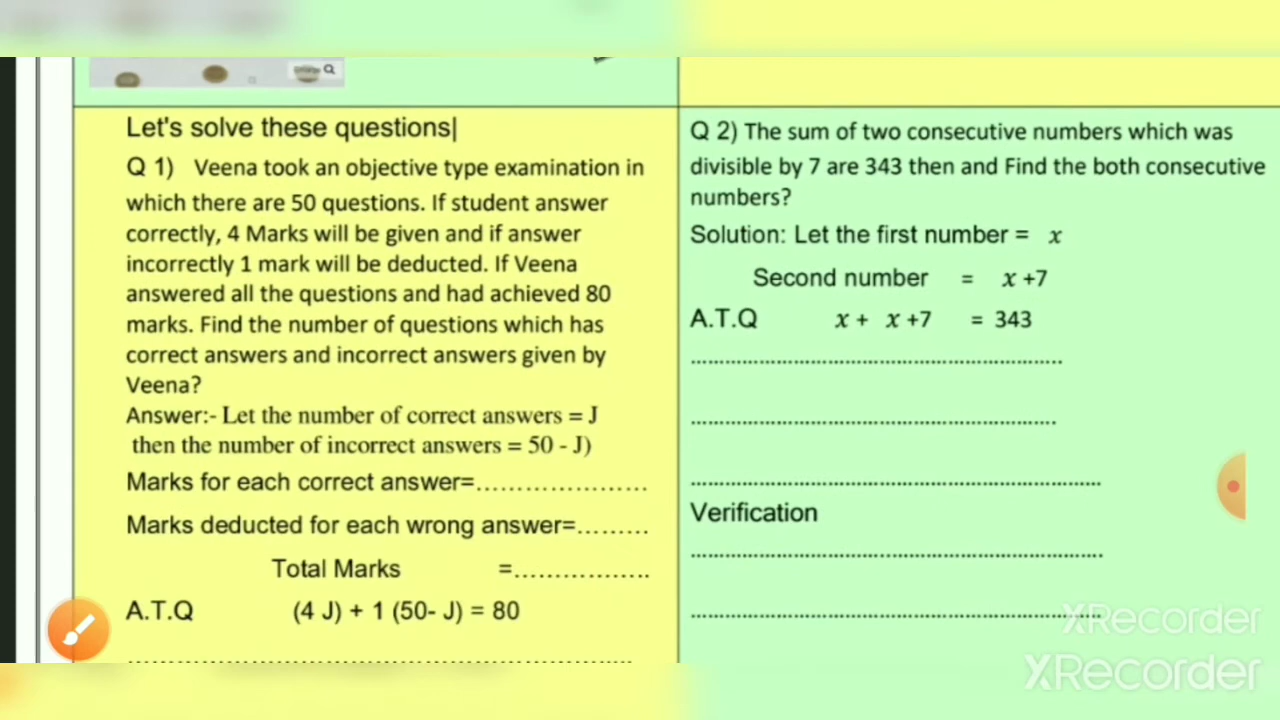 Let's solve these questions
Q 1) Veena took an objective type examination in
which there are 50 questions. If student answer
correctly, 4 Marks will be given and if answer
incorrectly 1 mark will be deducted. If Veena
answered all the questions and had achieved 80
marks. Find the number of questions which has
correct answers and incorrect answers given by
Veena?
Answer:- Let the number of correct answers = J
then the number of incorrect answers = 50 - J)
Marks for each correct answer=.....................
Marks deducted for each wrong answer=.........
Total Marks =.................
A.T.Q (4 J) + 1 (50- J) = 80
Q 2) The sum of two consecutive numbers which was
divisible by 7 are 343 then and Find the both consecutive
numbers?
Solution: Let the first number = x
Second number = x +7
A.T.Q x + x +7 = 343
Verification
XRecorder
XRecorder